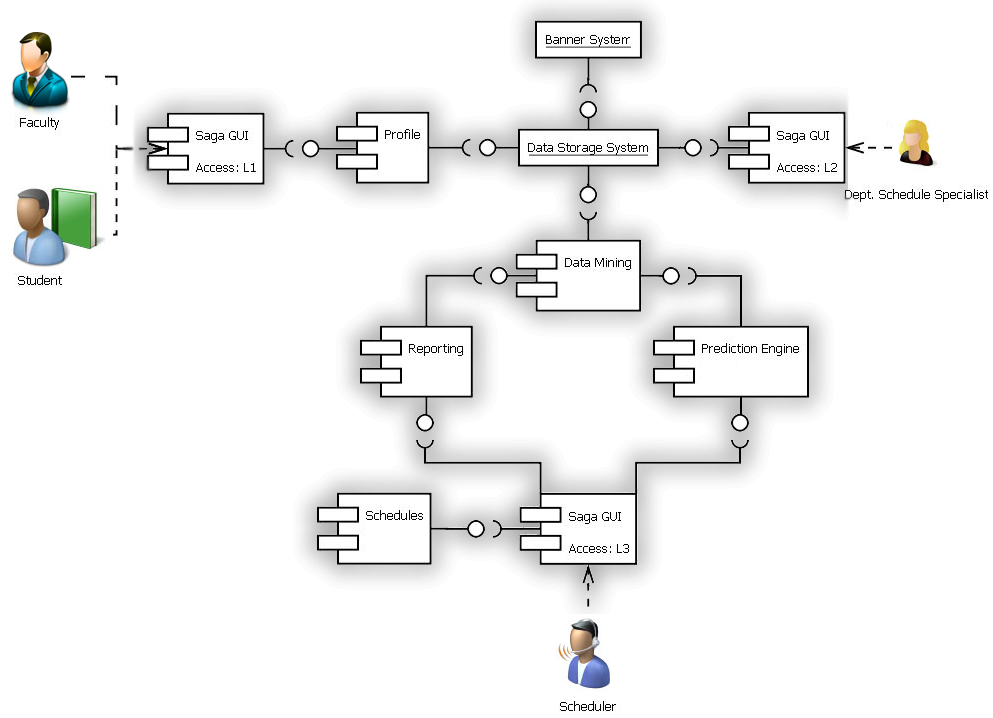 Banner System
Faculty
Saga GUI
Access: L1
Profile
Data Storage System
Saga GUI
Access: L2
Dept. Schedule Specialist
Student
Data Mining
Reporting
Prediction Engine
Schedules
Saga GUI
Access: L3
Scheduler